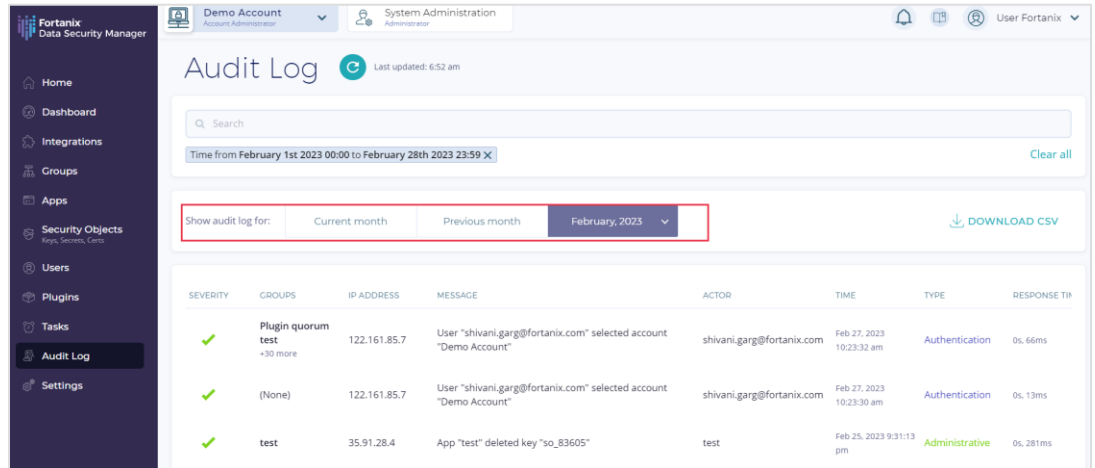 Fortanix
Data Security Manager
Demo Account
Account Administrator
System Administration
Administrator
User Fortanix
Home
Dashboard
Integrations
Groups
Apps
Security Objects
Keys, Secrets, Certs
Users
Plugins
Tasks
Audit Log
Settings
Audit Log
Last updated: 6:52 am
Search
Time from February 1st 2023 00:00 to February 28th 2023 23:59 X
Clear all
Show audit log for:
Current month
Previous month
February, 2023
DOWNLOAD CSV
SEVERITY GROUPS IP ADDRESS MESSAGE ACTOR TIME TYPE RESPONSE TIM
Plugin quorum
test
+30 more
122.161.85.7
User "shivani.garg@fortanix.com" selected account
"Demo Account"
shivani.garg@fortanix.com
Feb 27, 2023
10:23:32 am
Authentication
0s, 66ms
(None)
122.161.85.7
User "shivani.garg@fortanix.com" selected account
"Demo Account"
shivani.garg@fortanix.com
Feb 27, 2023
10:23:30 am
Authentication
0s, 13ms
test
35.91.28.4
App "test" deleted key "so_83605"
test
Feb 25, 2023 9:31:13
pm
Administrative
0s, 281ms